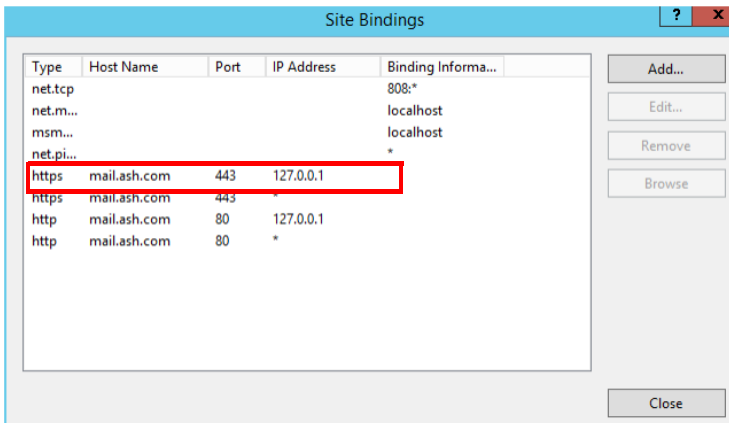 Site Bindings
? x
Type Host Name Port IP Address Binding Informa...
net.tcp 808:*
net.m... localhost
msm... localhost
net.pi... *
https mail.ash.com 443 127.0.0.1
https mail.ash.com 443 *
http mail.ash.com 80 127.0.0.1
http mail.ash.com 80 *
Add...
Edit...
Remove
Browse
Close